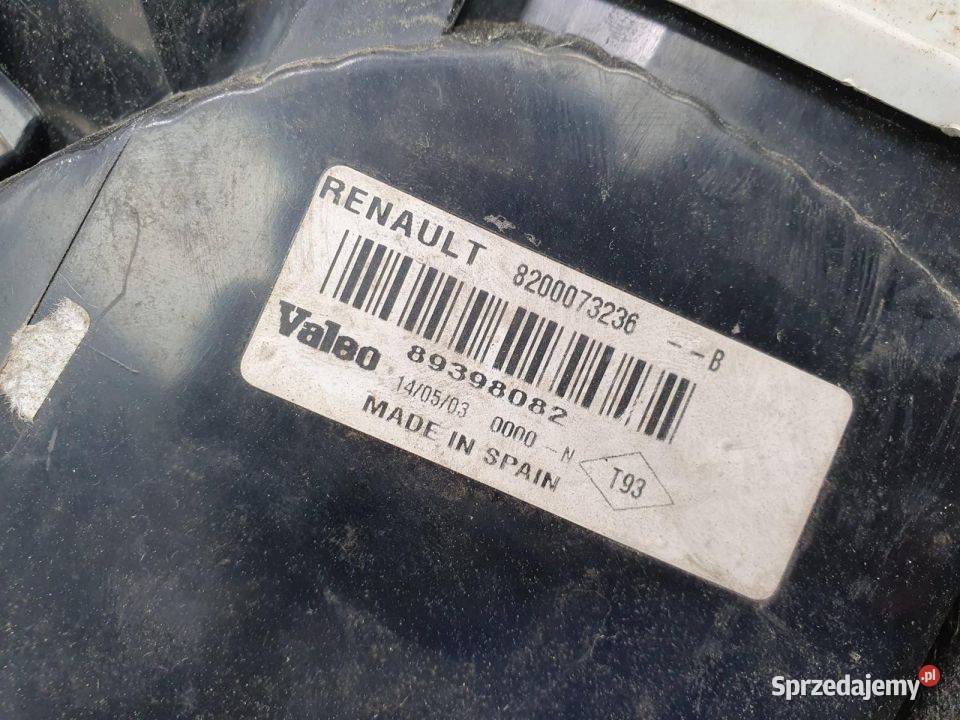 RENAULT 8200073236 --B
Valeo 89398082
14/05/03 0000 -N T93
MADE IN SPAIN
Sprzedajemy.pl